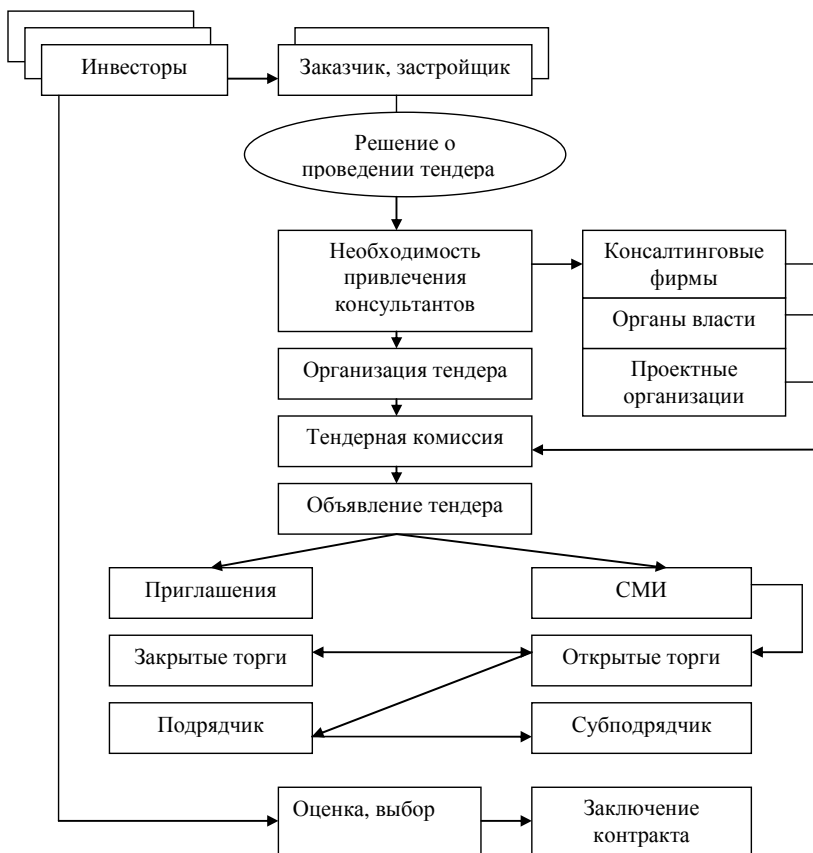 Инвесторы
Заказчик, застройщик
Решение о
проведении тендера
Необходимость
привлечения
консультантов
Консалтинговые
фирмы
Органы власти
Проектные
организации
Организация тендера
Тендерная комиссия
Объявление тендера
Приглашения
СМИ
Закрытые торги
Открытые торги
Подрядчик
Субподрядчик
Оценка, выбор
Заключение
контракта